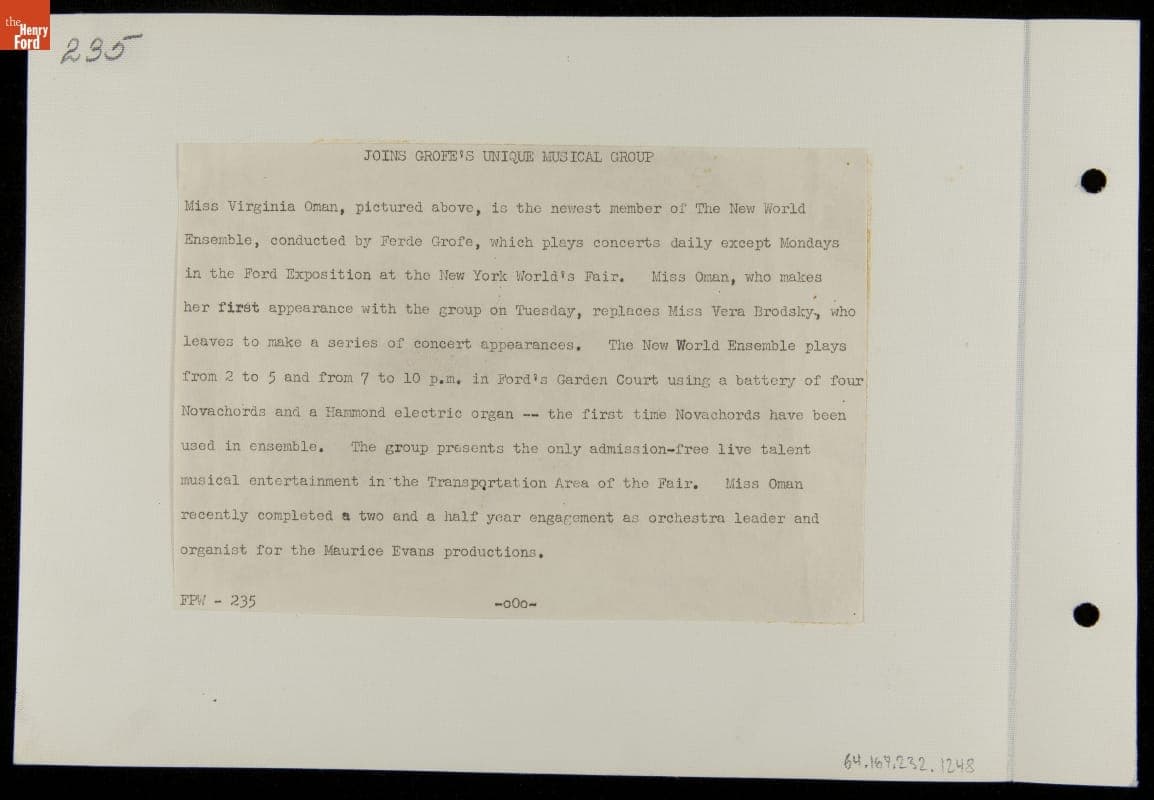 the
Henry
Ford
235
JOINS GROFE'S UNIQUE MUSICAL GROUP
Miss Virginia Oman, pictured above, is the newest member of The New World
Ensemble, conducted by Ferde Grofe, which plays concerts daily except Mondays
in the Ford Exposition at the New York World's Fair. Miss Oman, who makes
her first appearance with the group on Tuesday, replaces Miss Vera Brodsky, who
leaves to make a series of concert appearances. The New World Ensemble plays
from 2 to 5 and from 7 to 10 p.m. in Ford's Garden Court using a battery of four
Novachords and a Hammond electric organ -- the first time Novachords have been
used in ensemble. The group presents the only admission-free live talent
musical entertainment in the Transportation Area of the Fair. Miss Oman
recently completed a two and a half year engagement as orchestra leader and
organist for the Maurice Evans productions.
FPW - 235
-oOo-
64.167.232.1248